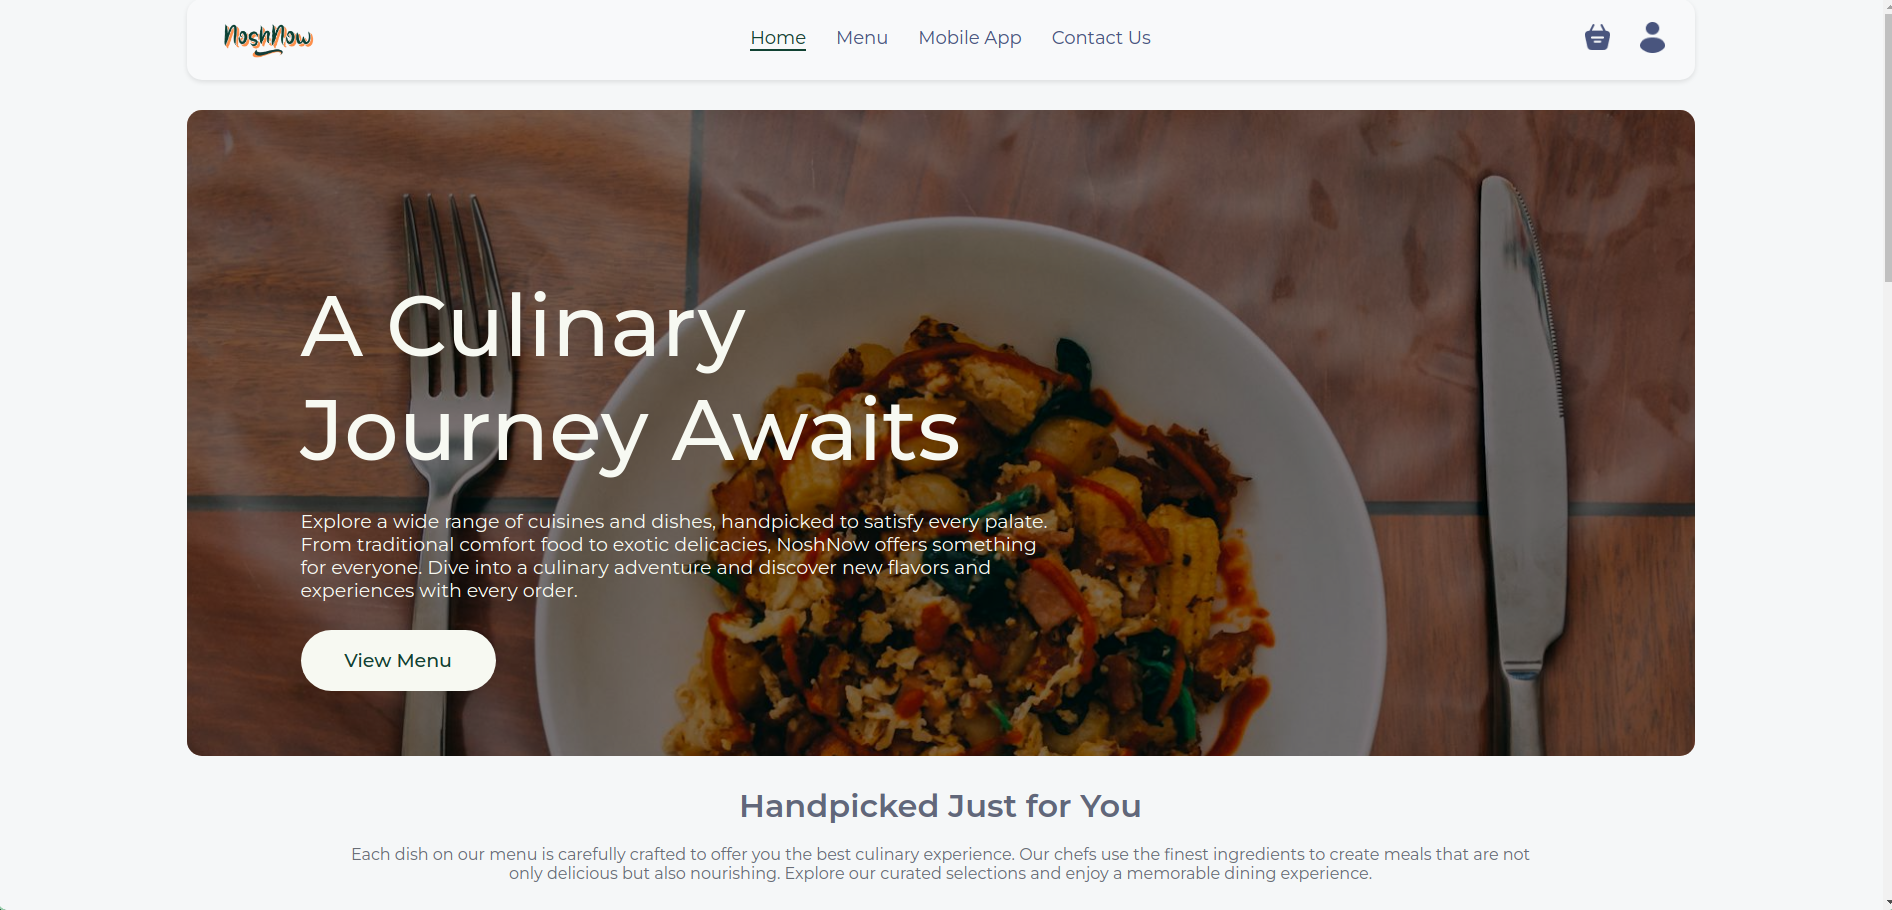 NoshNow
Home
Menu
Mobile App
Contact Us
A Culinary
Journey Awaits
Explore a wide range of cuisines and dishes, handpicked to satisfy every palate.
From traditional comfort food to exotic delicacies, NoshNow offers something
for everyone. Dive into a culinary adventure and discover new flavors and
experiences with every order.
View Menu
Handpicked Just for You
Each dish on our menu is carefully crafted to offer you the best culinary experience. Our chefs use the finest ingredients to create meals that are not
only delicious but also nourishing. Explore our curated selections and enjoy a memorable dining experience.